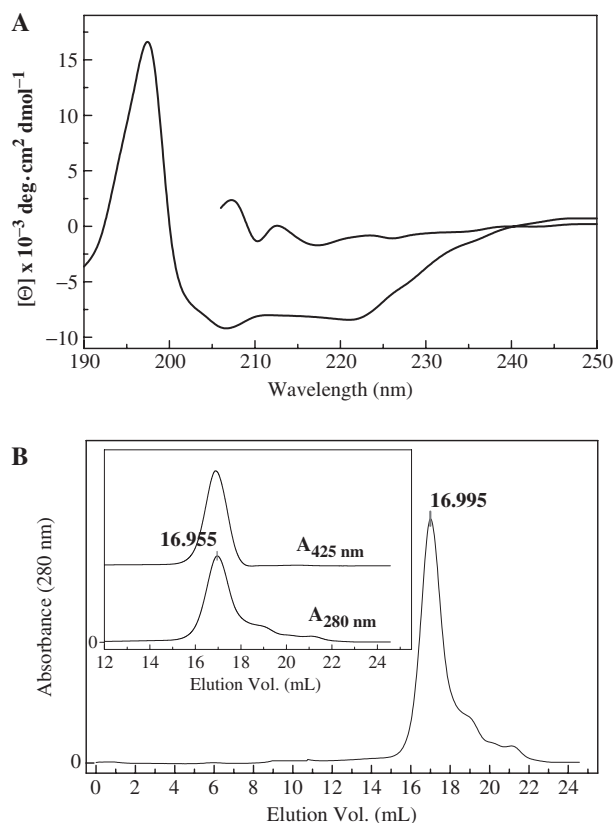 A
[Θ] x 10⁻³ deg·cm² dmol⁻¹
15
10
5
0
−5
−10
190 200 210 220 230 240 250
Wavelength (nm)
B
Absorbance (280 nm)
0
16.995
16.955
A425 nm
A280 nm
0
12 14 16 18 20 22 24
Elution Vol. (mL)
0 2 4 6 8 10 12 14 16 18 20 22 24
Elution Vol. (mL)